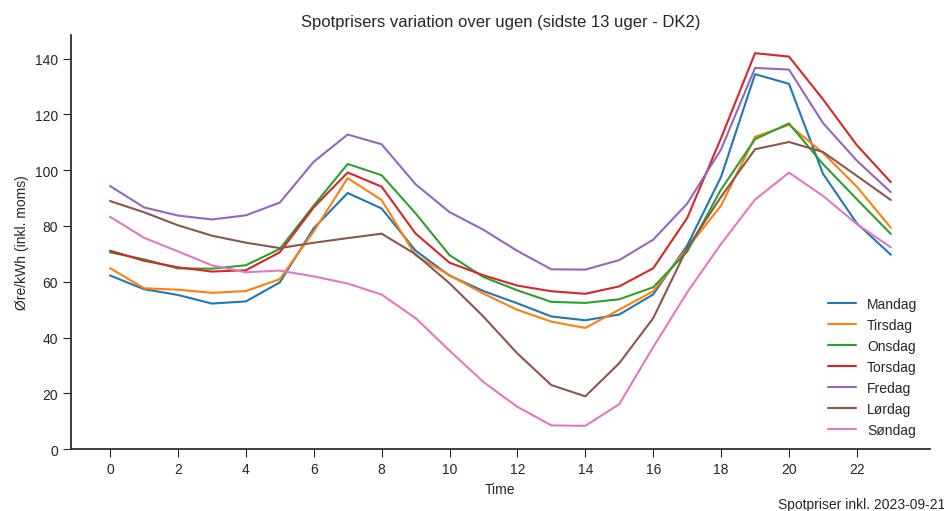 Spotprisers variation over ugen (sidste 13 uger - DK2)
Øre/kWh (inkl. moms)
140
120
100
80
60
40
20
0
0 2 4 6 8 10 12 14 16 18 20 22
Time
Mandag
Tirsdag
Onsdag
Torsdag
Fredag
Lørdag
Søndag
Spotpriser inkl. 2023-09-21